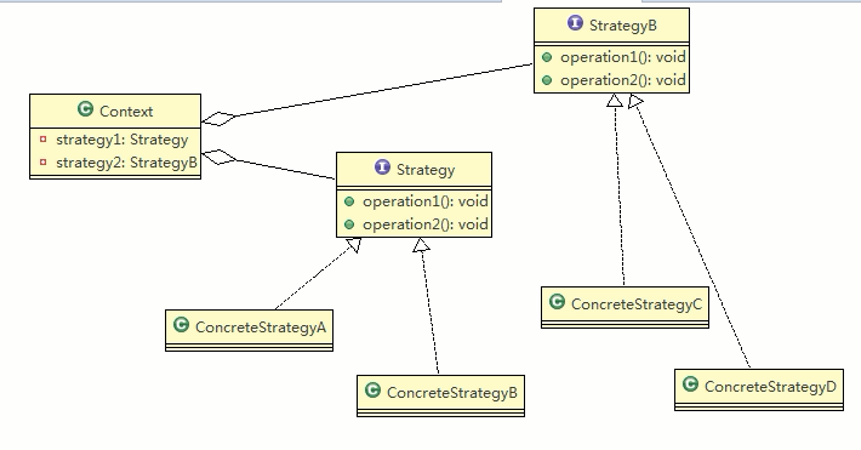 StrategyB
operation1(): void
operation2(): void
Context
strategy1: Strategy
strategy2: StrategyB
Strategy
operation1(): void
operation2(): void
ConcreteStrategyC
ConcreteStrategyA
ConcreteStrategyB
ConcreteStrategyD